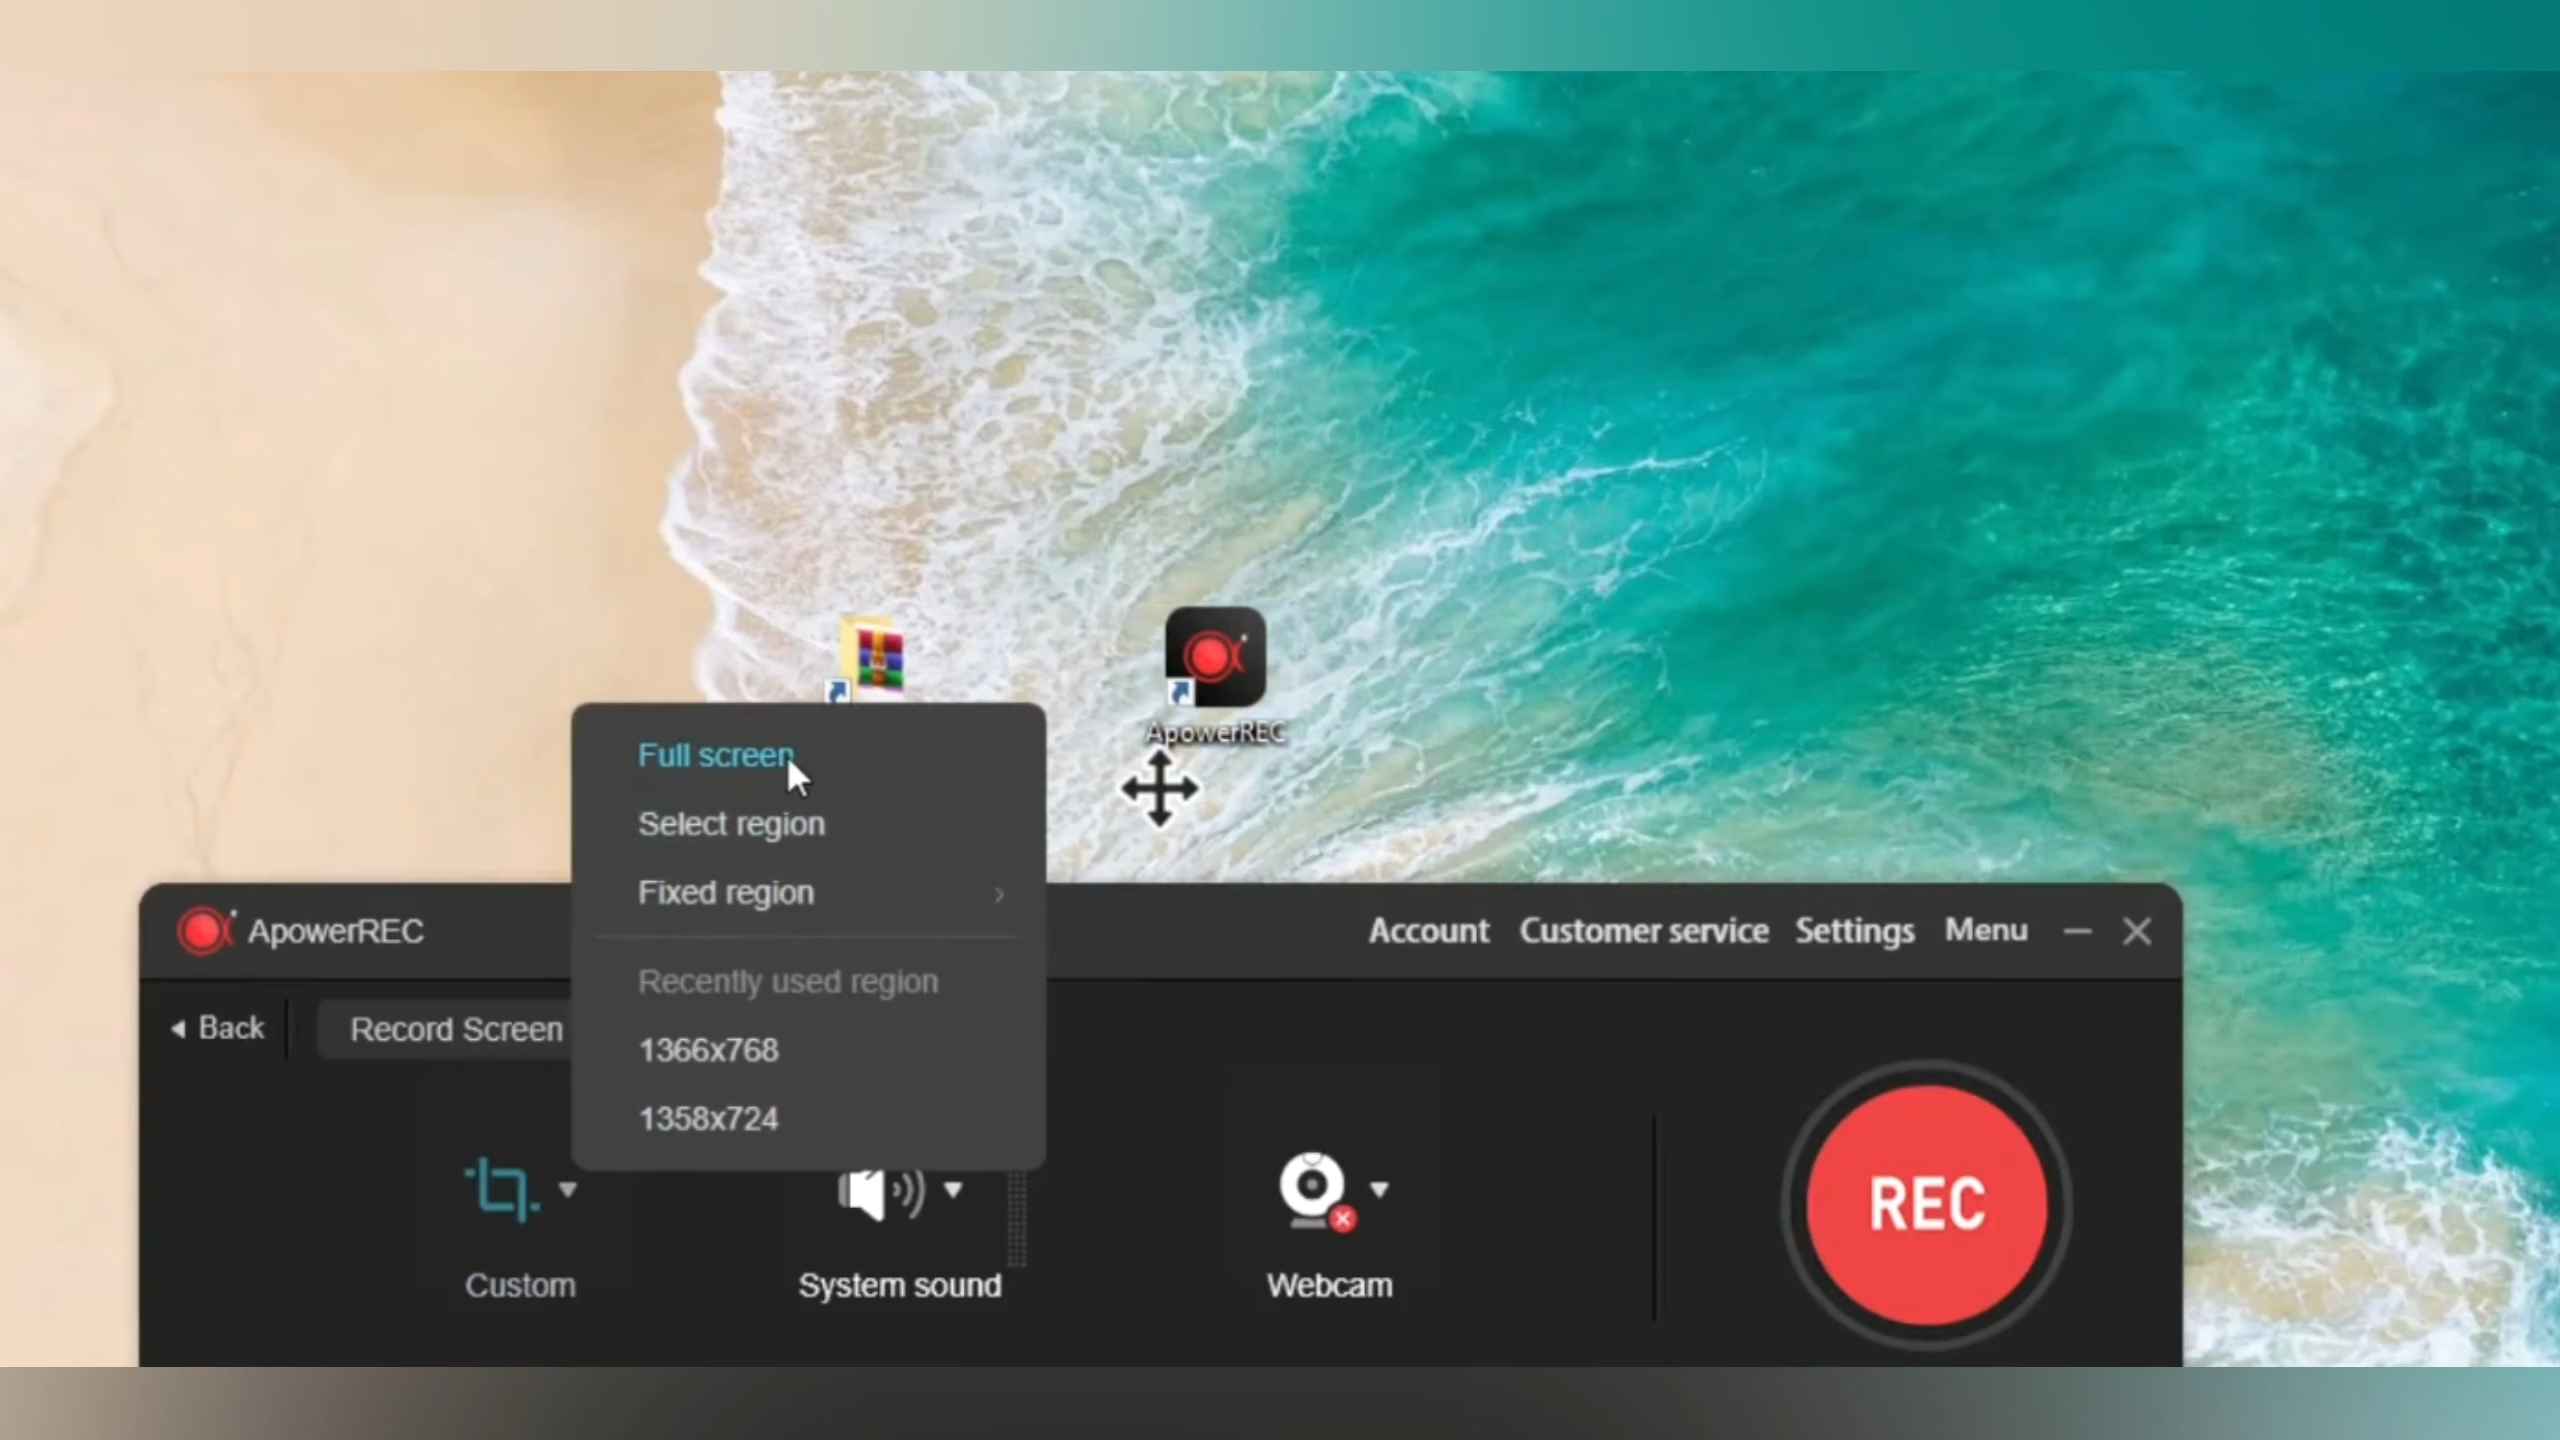 ApowerREC
Full screen
Select region
Fixed region
Recently used region
1366x768
1358x724
ApowerREC
Account
Customer service
Settings
Menu
Back
Record Screen
Custom
System sound
Webcam
REC